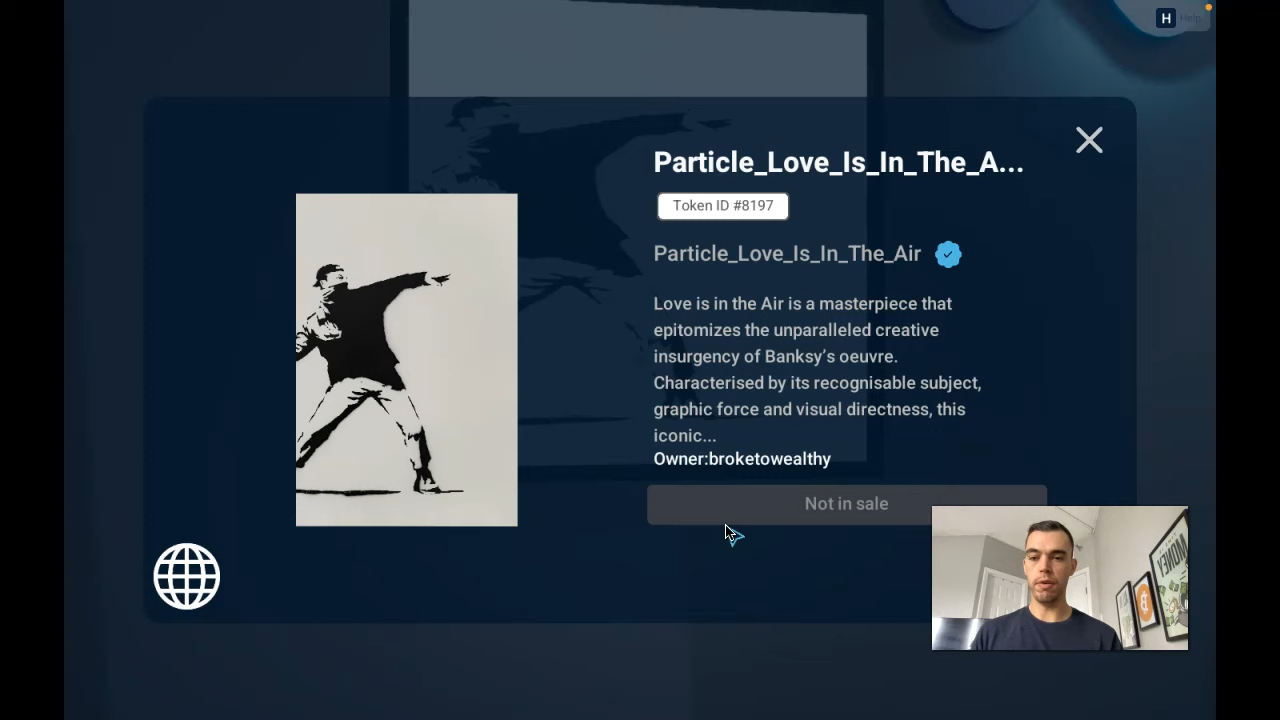 H Help
Particle_Love_Is_In_The_A...
Token ID #8197
Particle_Love_Is_In_The_Air
Love is in the Air is a masterpiece that
epitomizes the unparalleled creative
insurgency of Banksy’s oeuvre.
Characterised by its recognisable subject,
graphic force and visual directness, this
iconic...
Owner:broketowealthy
Not in sale
MONEY